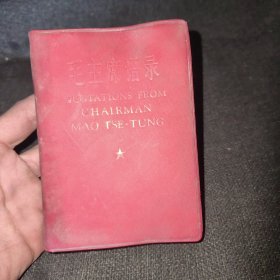 毛主席语录
QUOTATIONS FROM
CHAIRMAN
MAO TSE-TUNG